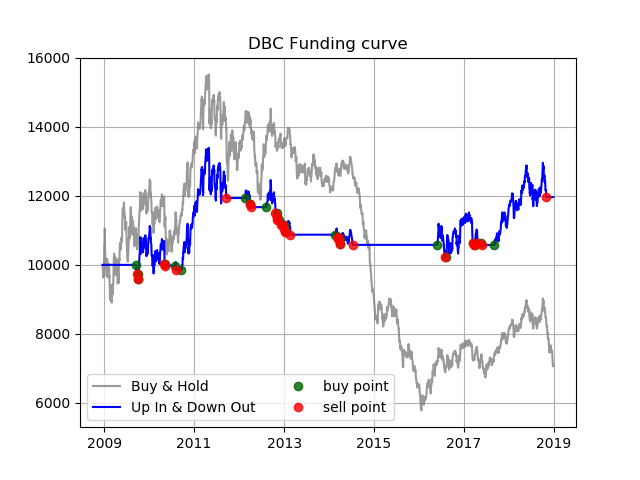 DBC Funding curve
16000
14000
12000
10000
8000
6000
Buy & Hold
Up In & Down Out
buy point
sell point
2009 2011 2013 2015 2017 2019